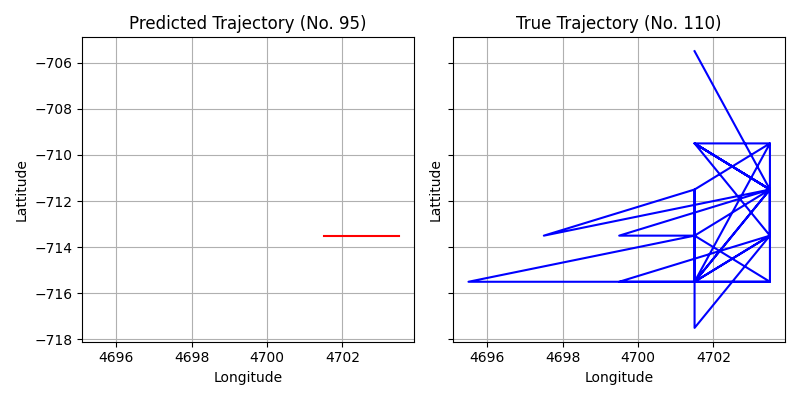 Predicted Trajectory (No. 95)
True Trajectory (No. 110)
−706
−708
−710
−712
−714
−716
−718
Lattitude
Lattitude
4696 4698 4700 4702
4696 4698 4700 4702
Longitude
Longitude